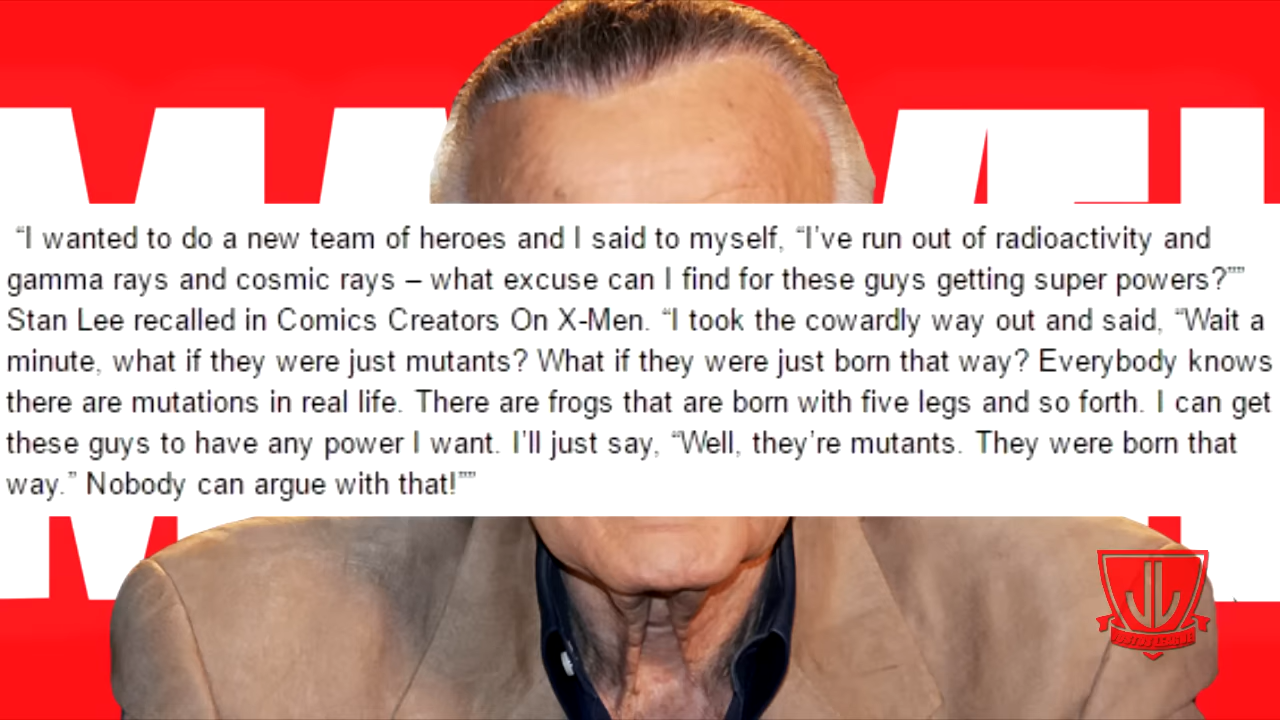 “I wanted to do a new team of heroes and I said to myself, “I’ve run out of radioactivity and
gamma rays and cosmic rays – what excuse can I find for these guys getting super powers?””
Stan Lee recalled in Comics Creators On X-Men. “I took the cowardly way out and said, “Wait a
minute, what if they were just mutants? What if they were just born that way? Everybody knows
there are mutations in real life. There are frogs that are born with five legs and so forth. I can get
these guys to have any power I want. I’ll just say, “Well, they’re mutants. They were born that
way.” Nobody can argue with that!””
JL